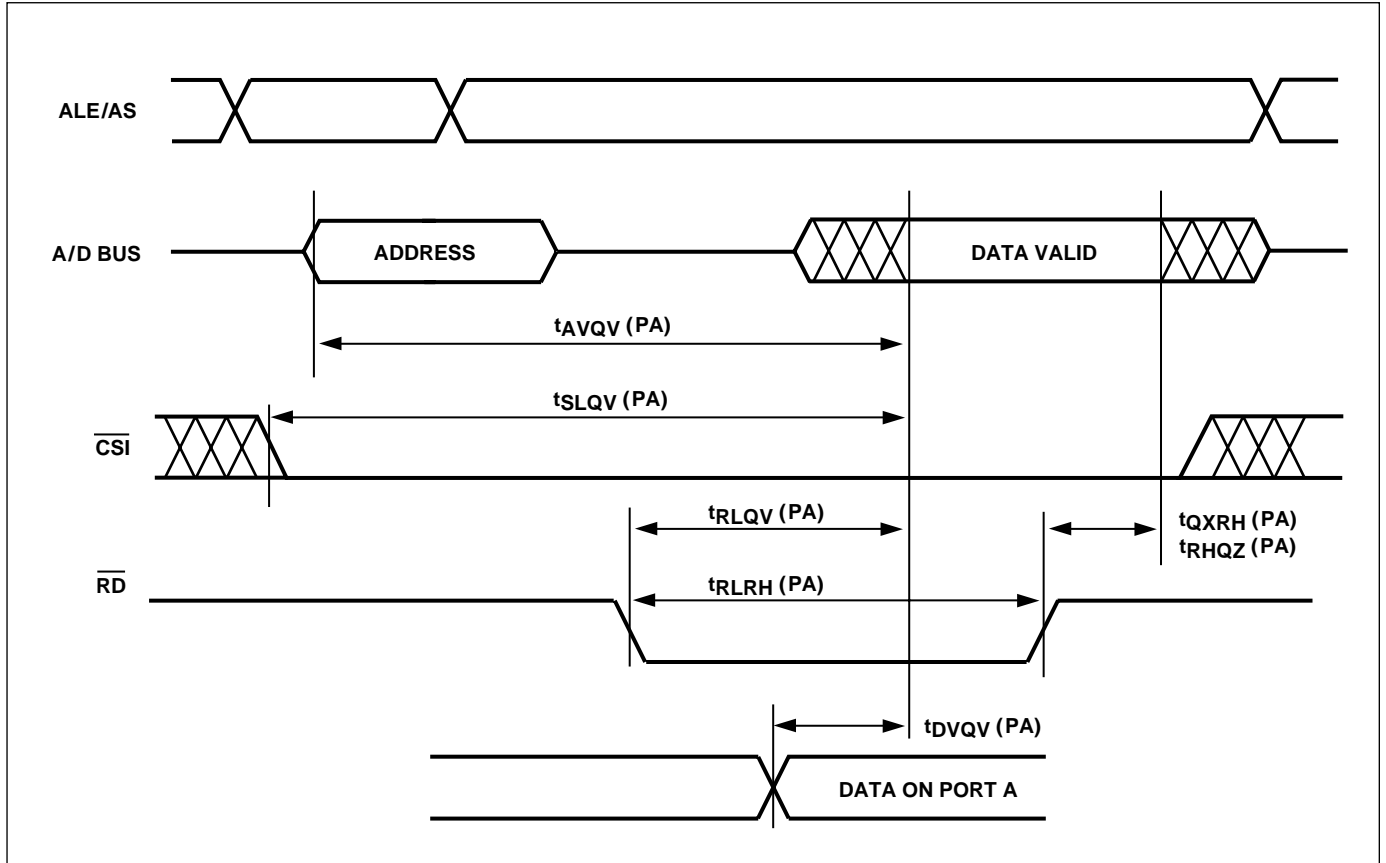 ALE/AS
A/D BUS
ADDRESS
DATA VALID
tAVQV (PA)
tSLQV (PA)
CSI
tRLQV (PA)
tQXRH (PA)
tRHQZ (PA)
RD
tRLRH (PA)
tDVQV (PA)
DATA ON PORT A